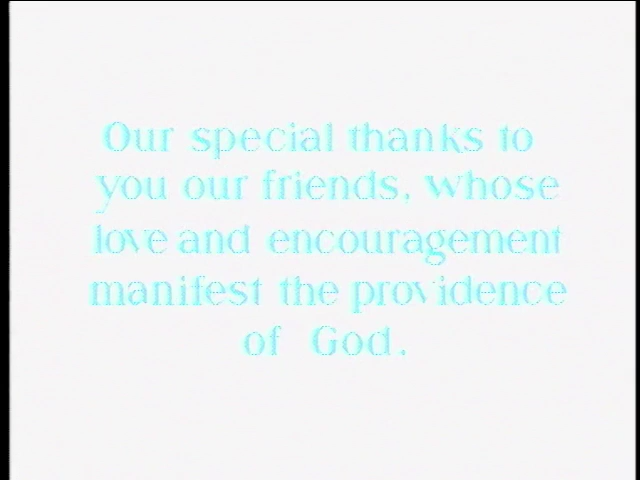 Our special thanks to
you our friends, whose
love and encouragement
manifest the providence
of God.